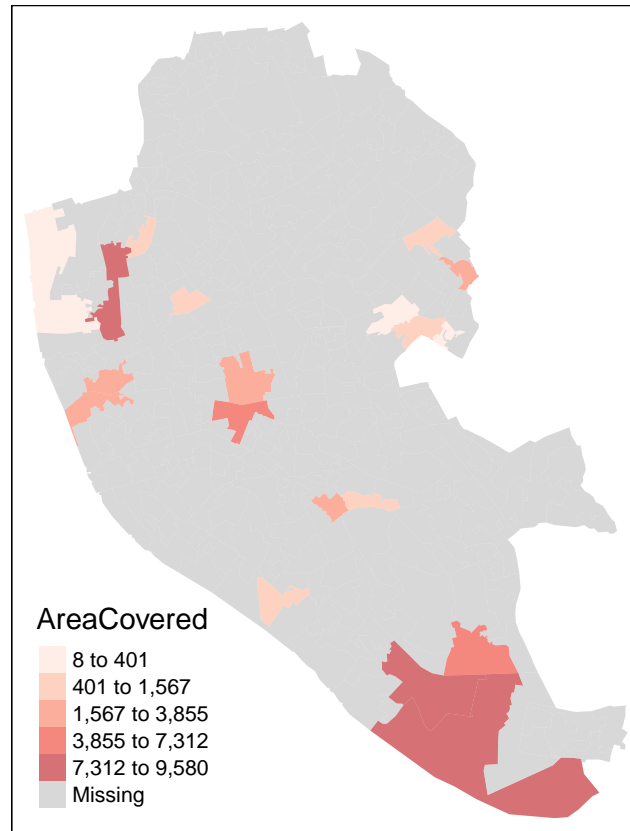 AreaCovered
8 to 401
401 to 1,567
1,567 to 3,855
3,855 to 7,312
7,312 to 9,580
Missing